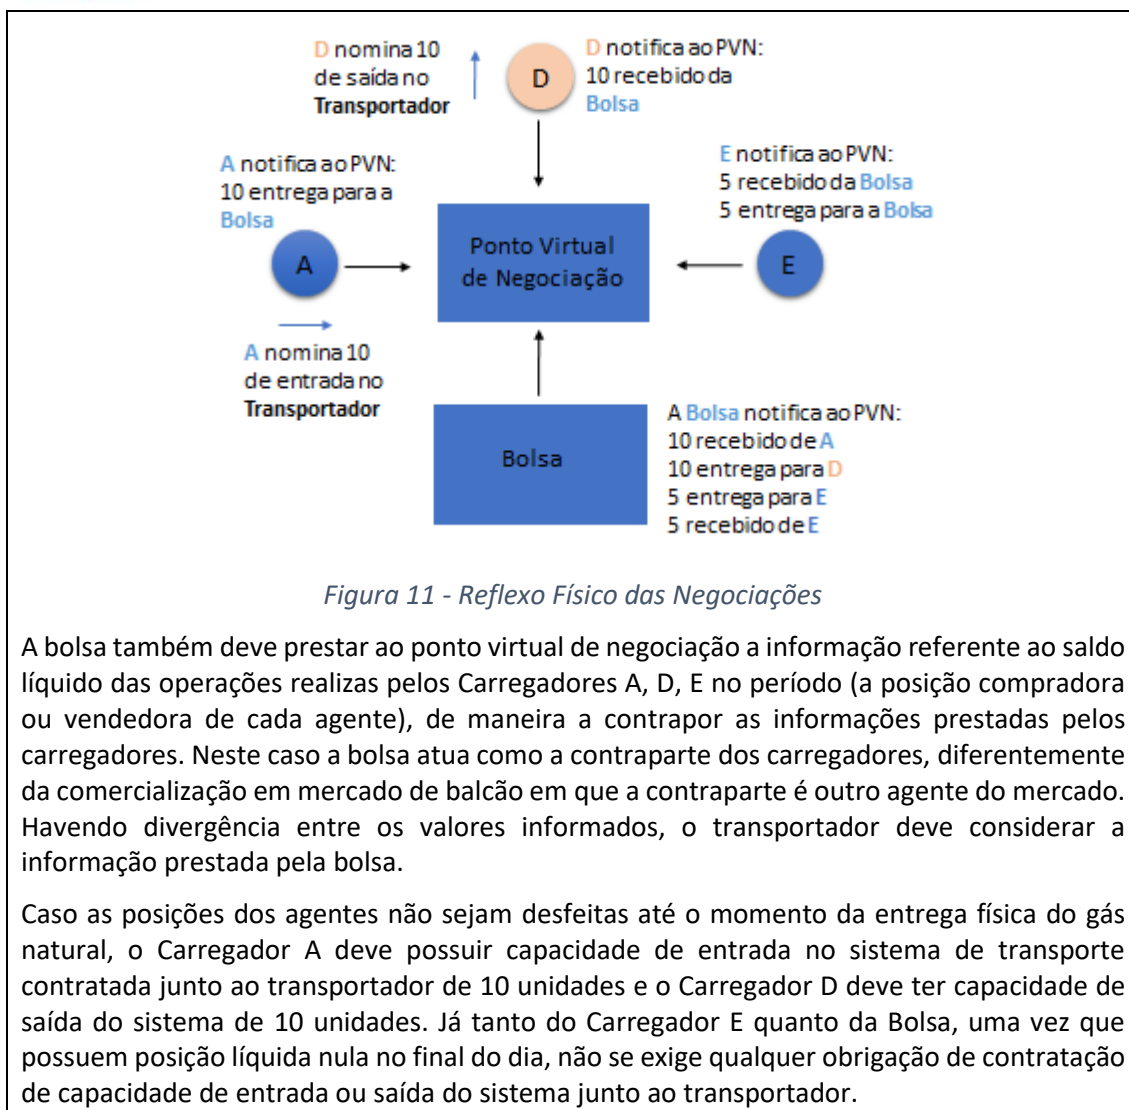 D nomina 10
de saída no
Transportador
D
D notifica ao PVN:
10 recebido da
Bolsa
A notifica ao PVN:
10 entrega para a
Bolsa
E notifica ao PVN:
5 recebido da Bolsa
5 entrega para a Bolsa
A
Ponto Virtual
de Negociação
E
A nomina 10
de entrada no
Transportador
Bolsa
A Bolsa notifica ao PVN:
10 recebido de A
10 entrega para D
5 entrega para E
5 recebido de E
Figura 11 - Reflexo Físico das Negociações
A bolsa também deve prestar ao ponto virtual de negociação a informação referente ao saldo
líquido das operações realizas pelos Carregadores A, D, E no período (a posição compradora
ou vendedora de cada agente), de maneira a contrapor as informações prestadas pelos
carregadores. Neste caso a bolsa atua como a contraparte dos carregadores, diferentemente
da comercialização em mercado de balcão em que a contraparte é outro agente do mercado.
Havendo divergência entre os valores informados, o transportador deve considerar a
informação prestada pela bolsa.
Caso as posições dos agentes não sejam desfeitas até o momento da entrega física do gás
natural, o Carregador A deve possuir capacidade de entrada no sistema de transporte
contratada junto ao transportador de 10 unidades e o Carregador D deve ter capacidade de
saída do sistema de 10 unidades. Já tanto do Carregador E quanto da Bolsa, uma vez que
possuem posição líquida nula no final do dia, não se exige qualquer obrigação de contratação
de capacidade de entrada ou saída do sistema junto ao transportador.